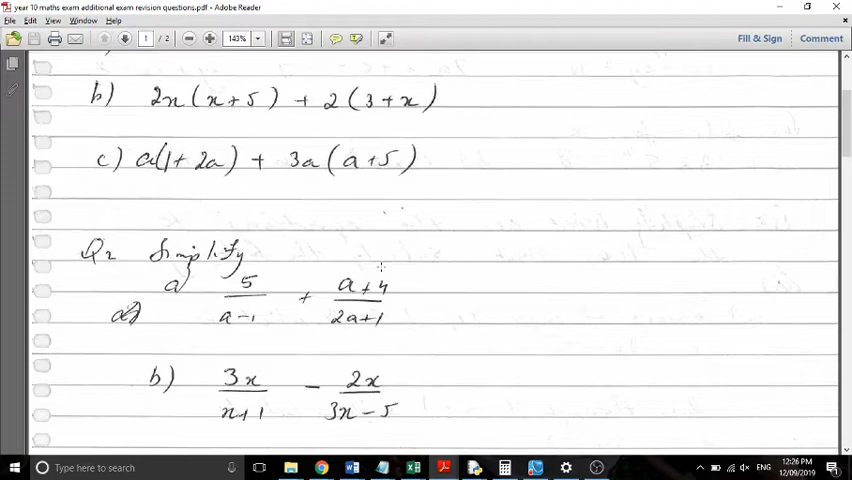 year 10 maths exam additional exam revision questions.pdf - Adobe Reader
File Edit View Window Help
1 / 2 143% Fill & Sign Comment
b) 2x(x+5) + 2(3+x)
c) a(1+2a) + 3a(a+5)
Q2 Simplify
a) 5/(a-1) + (a+4)/(2a+1)
b) 3x/(x+1) - 2x/(3x-5)
Type here to search ENG 12:26 PM
12/09/2019